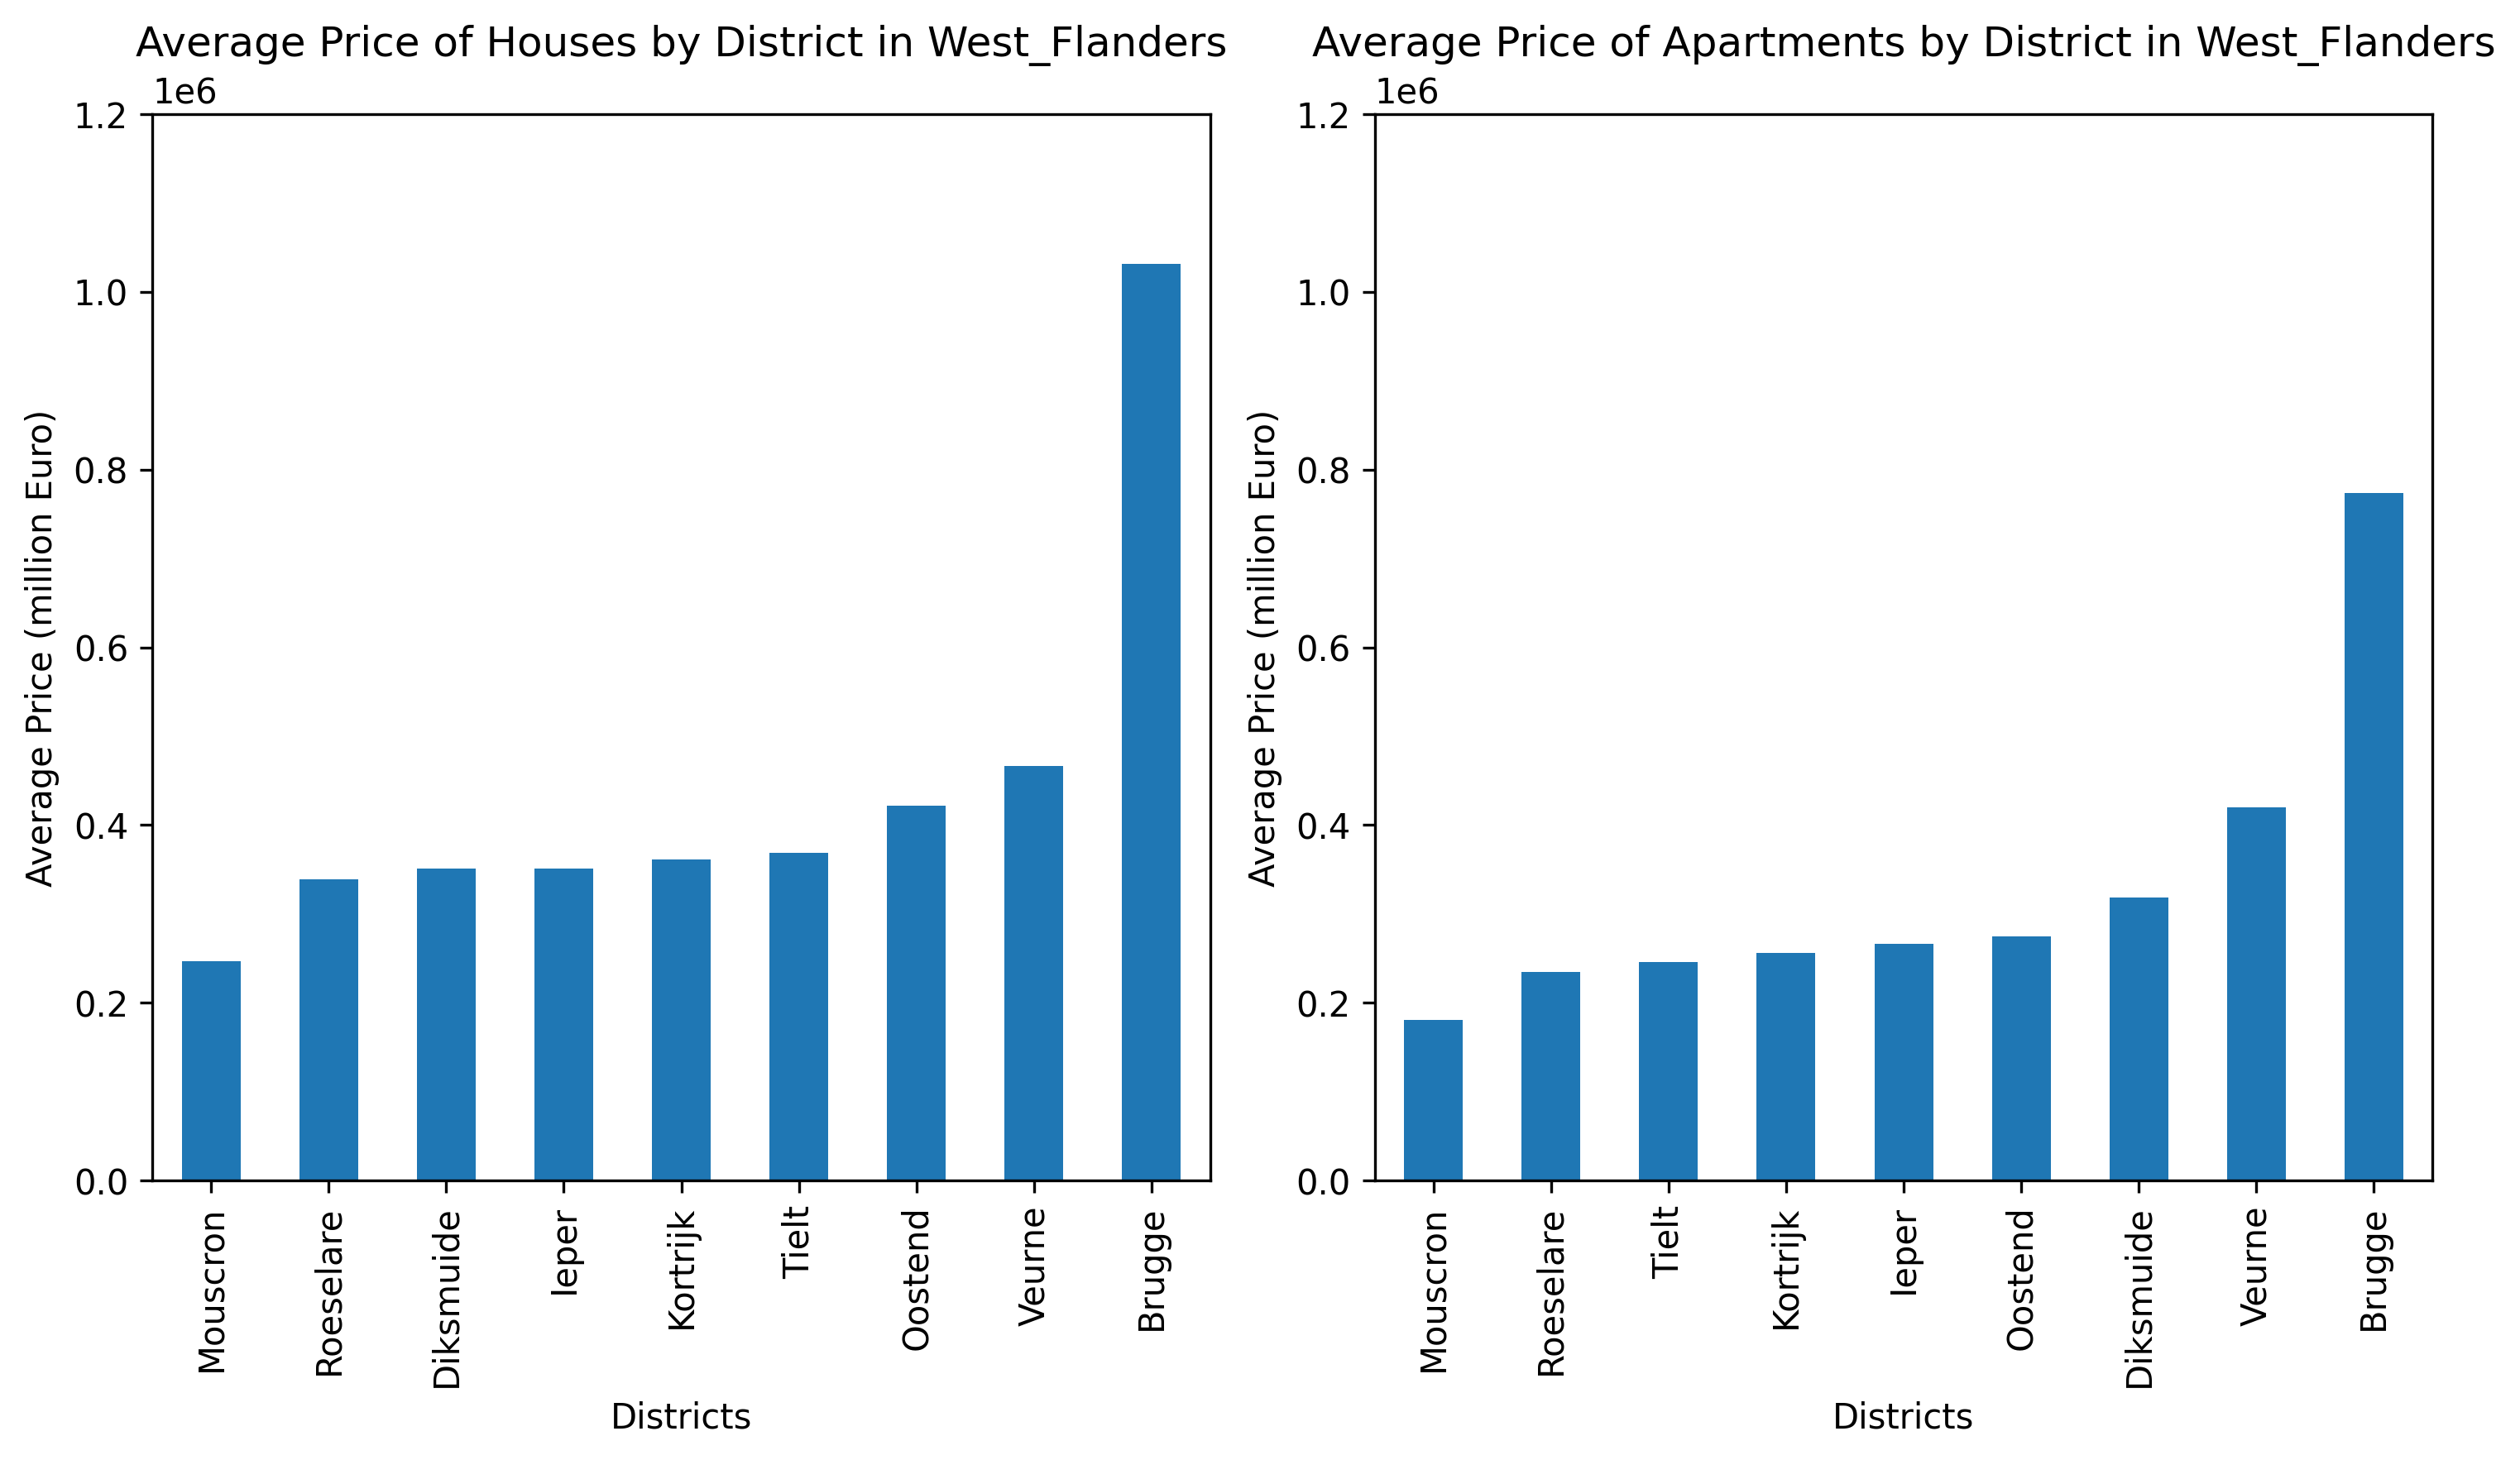 Average Price of Houses by District in West_Flanders
1e6
1.2
1.0
0.8
0.6
0.4
0.2
0.0
Average Price (million Euro)
Mouscron
Roeselare
Diksmuide
Ieper
Kortrijk
Tielt
Oostend
Veurne
Brugge
Districts
Average Price of Apartments by District in West_Flanders
1e6
1.2
1.0
0.8
0.6
0.4
0.2
0.0
Average Price (million Euro)
Mouscron
Roeselare
Tielt
Kortrijk
Ieper
Oostend
Diksmuide
Veurne
Brugge
Districts